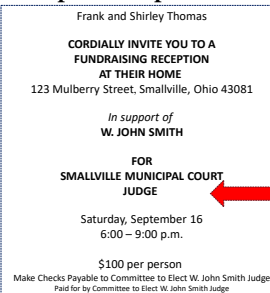 Frank and Shirley Thomas
CORDIALLY INVITE YOU TO A
FUNDRAISING RECEPTION
AT THEIR HOME
123 Mulberry Street, Smallville, Ohio 43081
In support of
W. JOHN SMITH
FOR
SMALLVILLE MUNICIPAL COURT
JUDGE
Saturday, September 16
6:00 – 9:00 p.m.
$100 per person
Make Checks Payable to Committee to Elect W. John Smith Judge
Paid for by Committee to Elect W. John Smith Judge